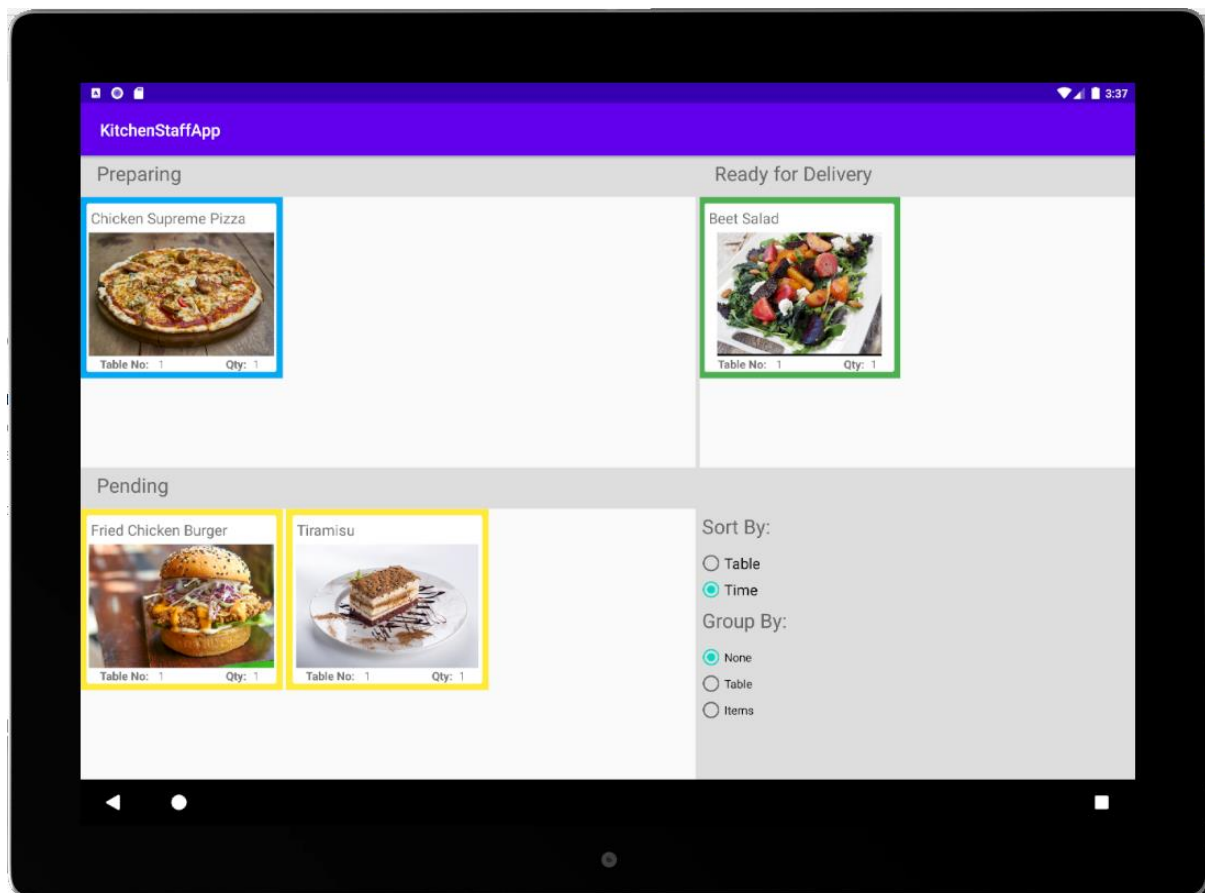 3:37
KitchenStaffApp
Preparing
Chicken Supreme Pizza
Table No: 1 Qty: 1
Ready for Delivery
Beet Salad
Table No: 1 Qty: 1
Pending
Fried Chicken Burger
Table No: 1 Qty: 1
Tiramisu
Table No: 1 Qty: 1
Sort By:
Table
Time
Group By:
None
Table
Items